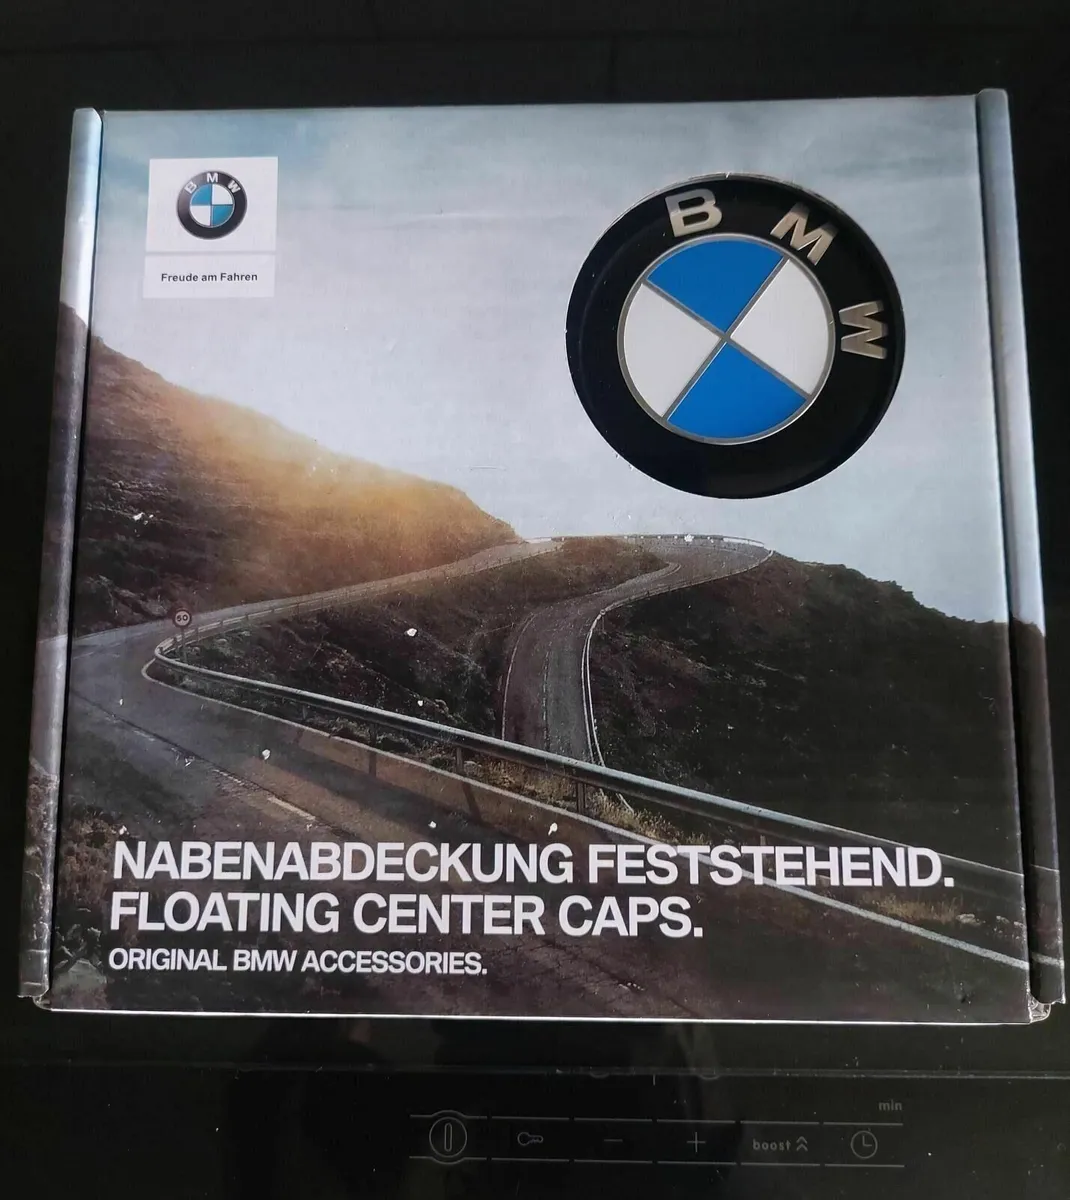 BMW
Freude am Fahren
BMW
60
NABENABDECKUNG FESTSTEHEND.
FLOATING CENTER CAPS.
ORIGINAL BMW ACCESSORIES.
min
boost